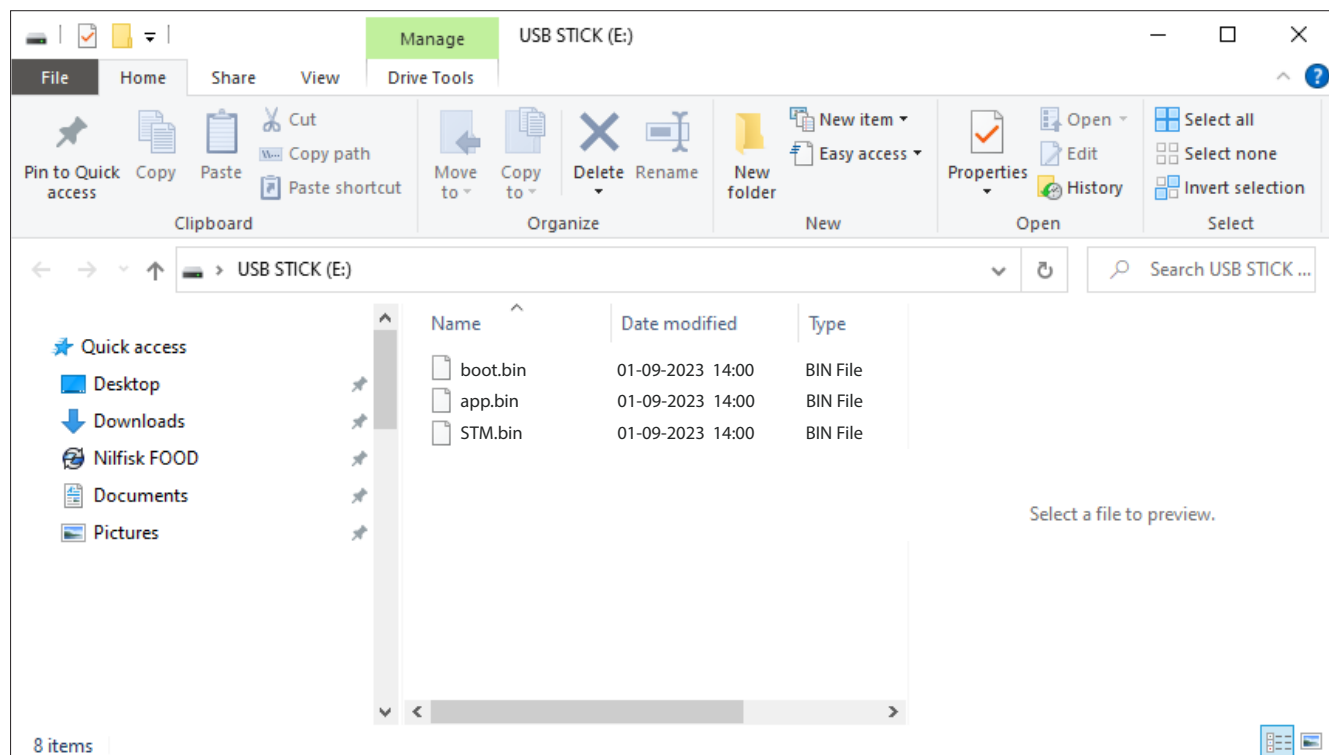 Manage USB STICK (E:)
File Home Share View Drive Tools
Pin to Quick access
Copy
Paste
Cut
Copy path
Paste shortcut
Clipboard
Move to
Copy to
Delete
Rename
Organize
New folder
New item
Easy access
New
Properties
Open
Edit
History
Open
Select all
Select none
Invert selection
Select
USB STICK (E:)
Search USB STICK ...
Quick access
Desktop
Downloads
Nilfisk FOOD
Documents
Pictures
Name Date modified Type
boot.bin 01-09-2023 14:00 BIN File
app.bin 01-09-2023 14:00 BIN File
STM.bin 01-09-2023 14:00 BIN File
Select a file to preview.
8 items